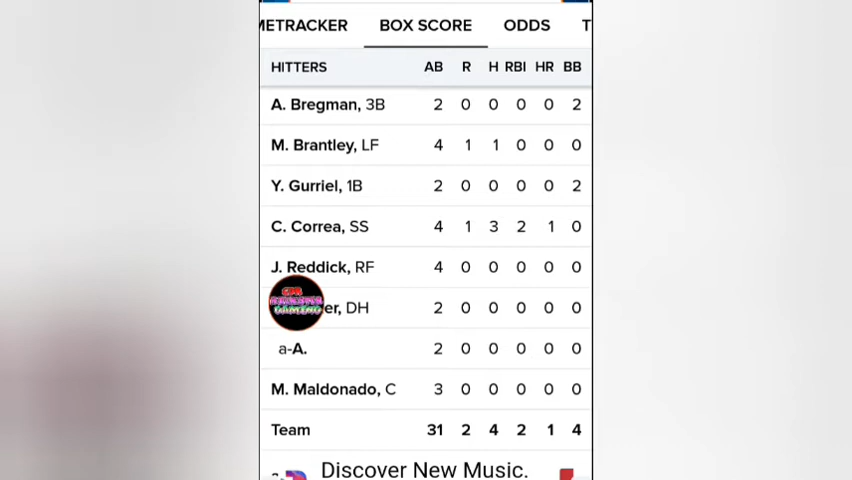 METRACKER BOX SCORE ODDS T
HITTERS AB R H RBI HR BB
A. Bregman, 3B 2 0 0 0 0 2
M. Brantley, LF 4 1 1 0 0 0
Y. Gurriel, 1B 2 0 0 0 0 2
C. Correa, SS 4 1 3 2 1 0
J. Reddick, RF 4 0 0 0 0 0
er, DH 2 0 0 0 0 0
GAMING
a-A. 2 0 0 0 0 0
M. Maldonado, C 3 0 0 0 0 0
Team 31 2 4 2 1 4
Discover New Music.